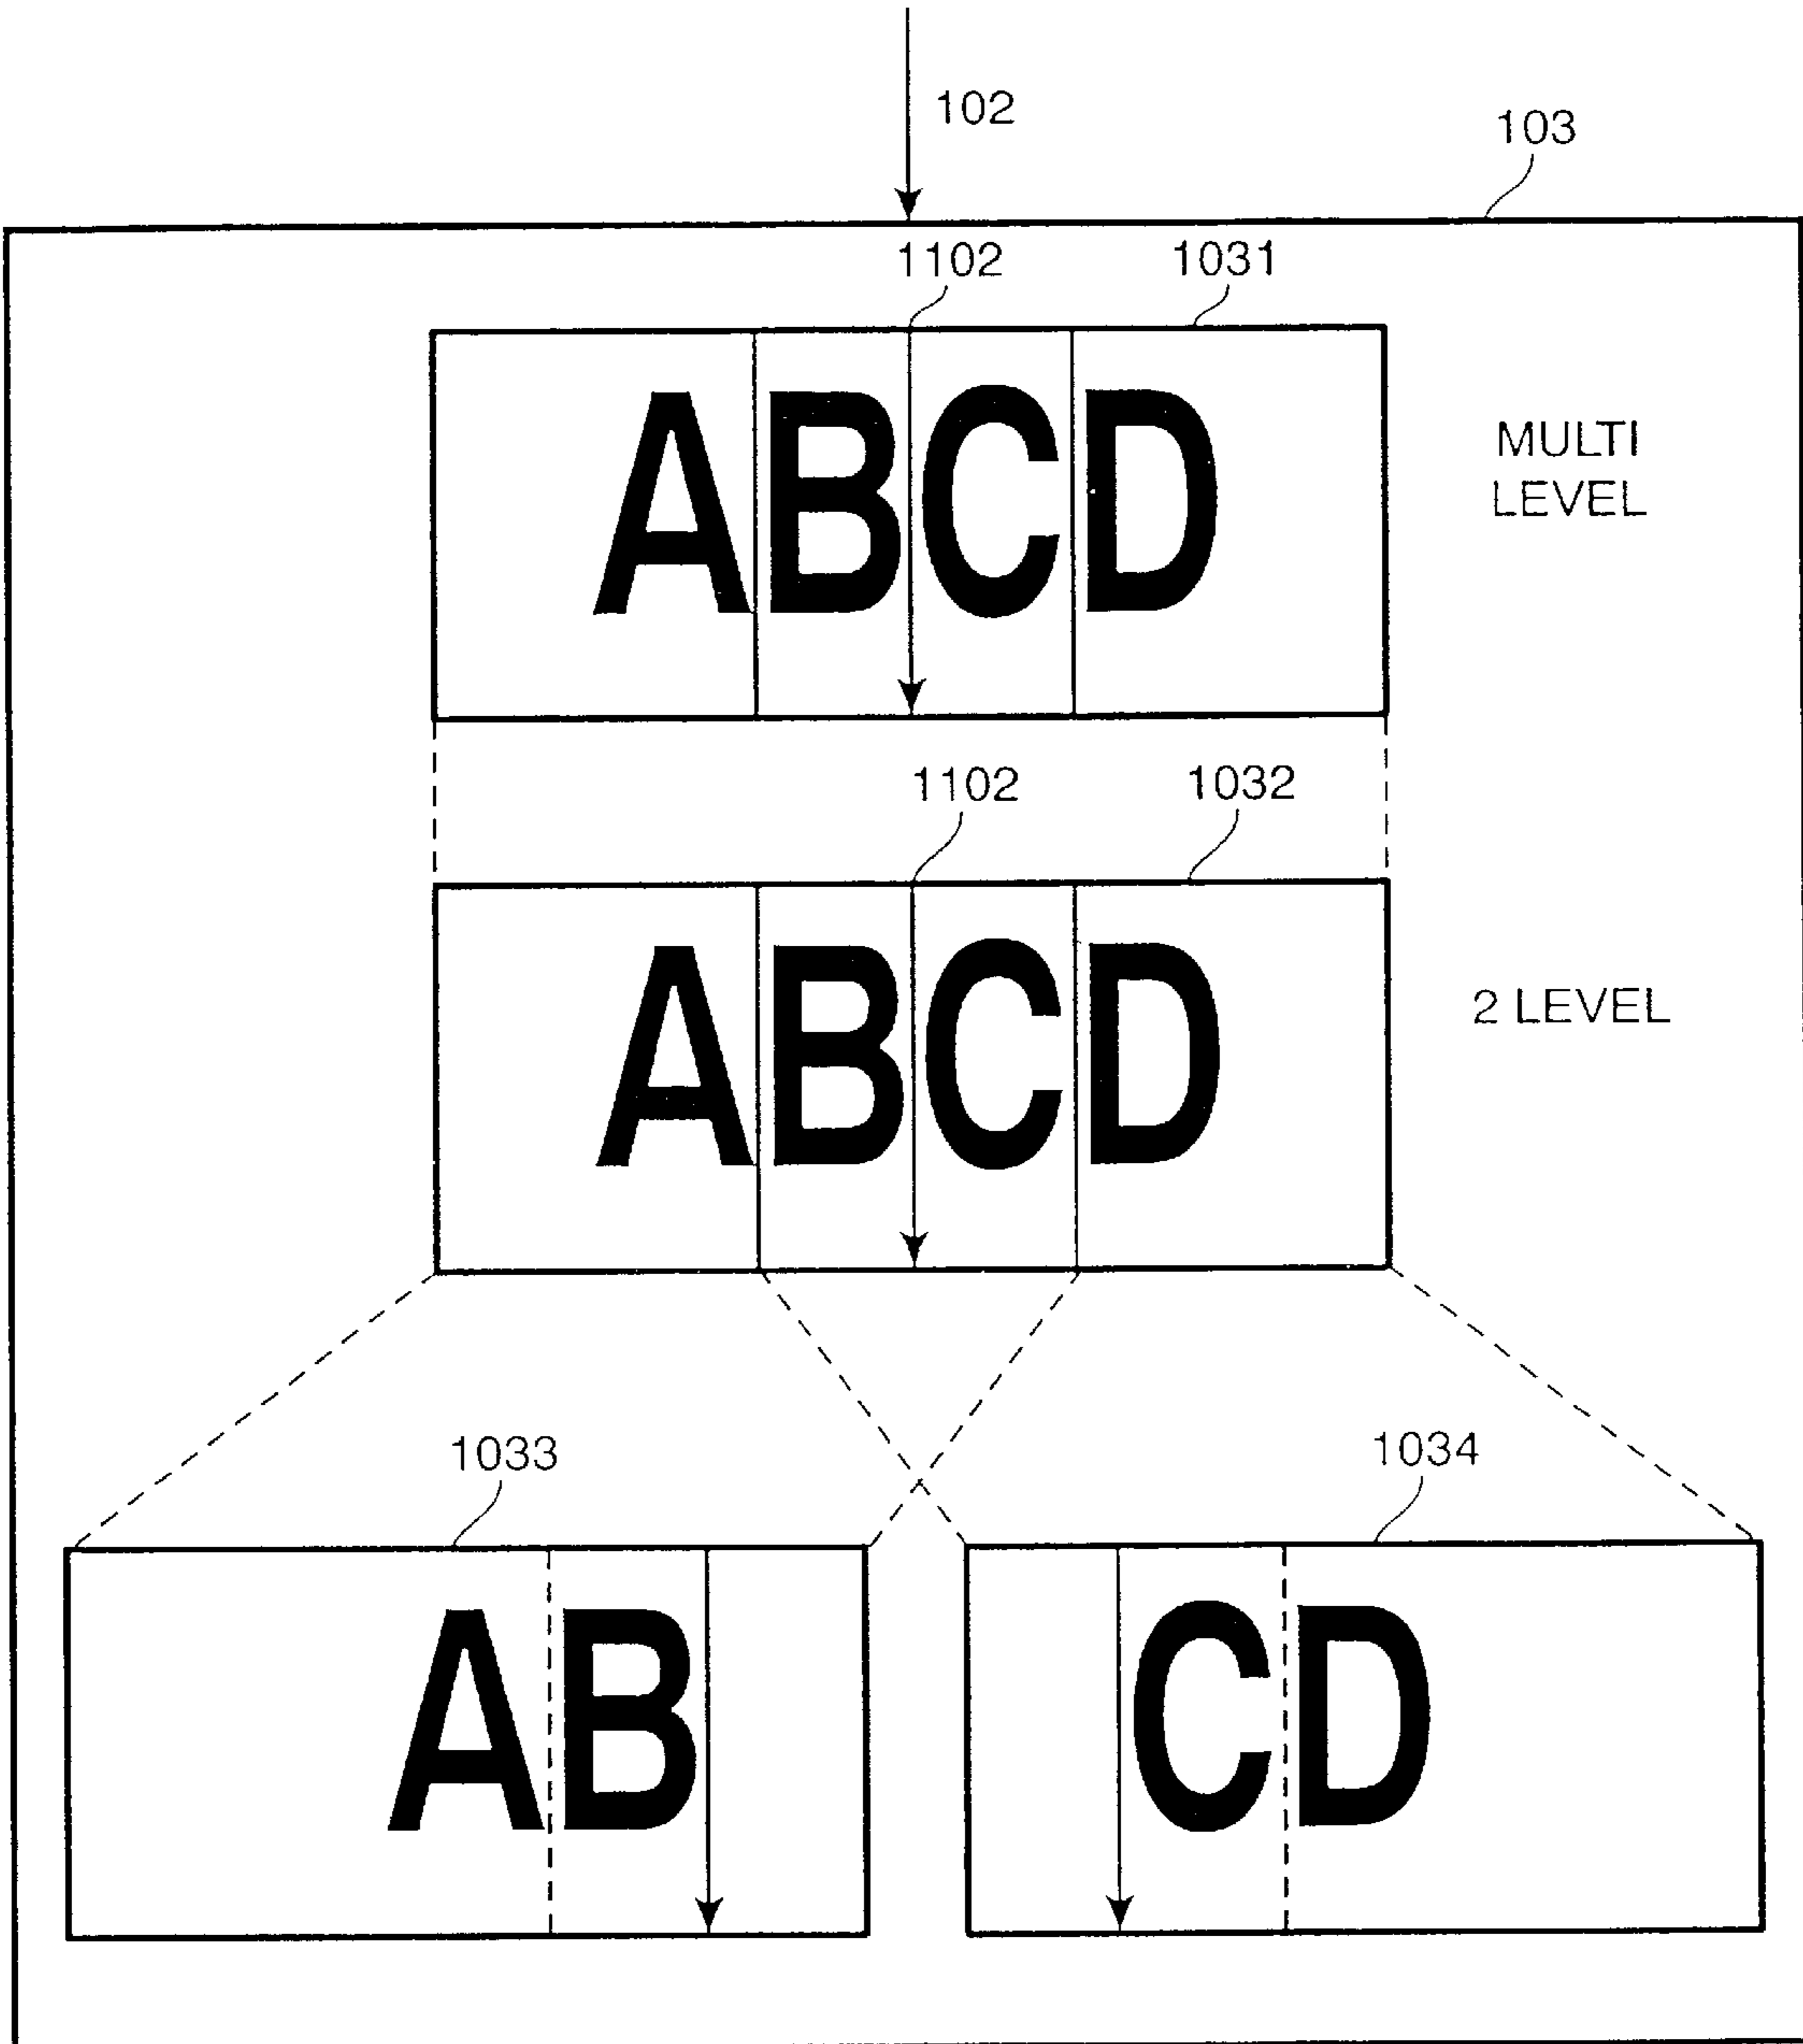 102
103
1102
1031
ABCD
MULTI
LEVEL
1102
1032
ABCD
2 LEVEL
1033
1034
AB
CD